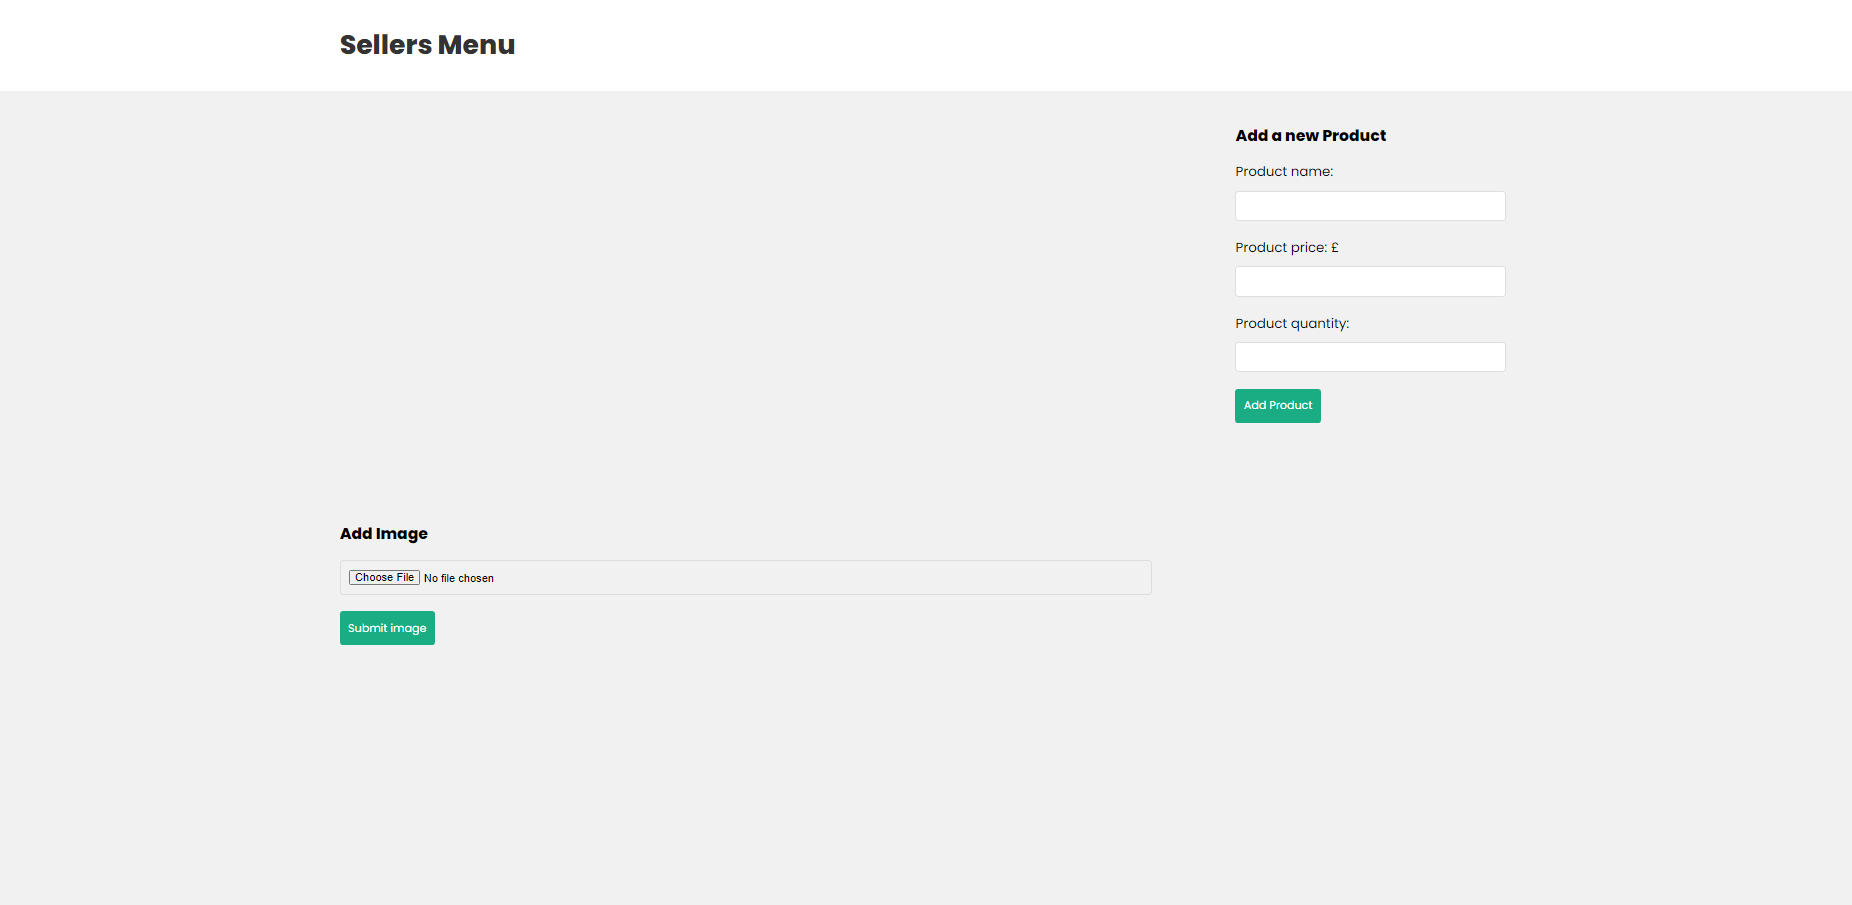 Sellers Menu
Add a new Product
Product name:
Product price: £
Product quantity:
Add Product
Add Image
Choose File No file chosen
Submit image